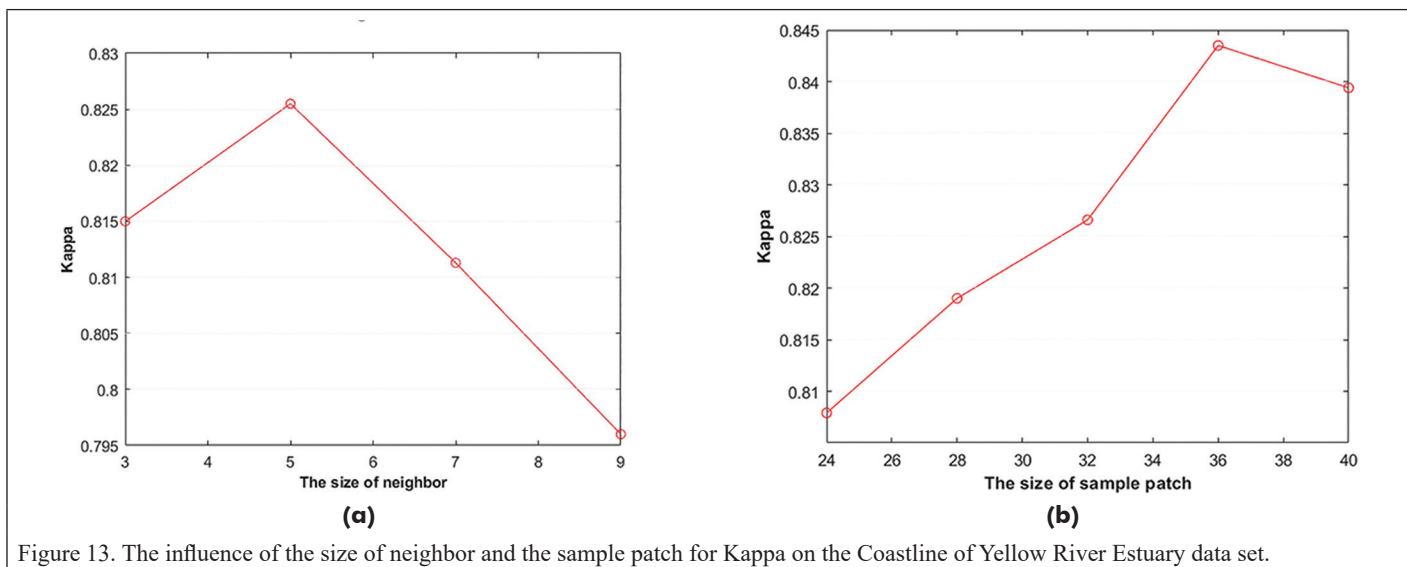 0.83
0.825
0.82
0.815
0.81
0.805
0.8
0.795
Kappa
3 4 5 6 7 8 9
The size of neighbor
(a)
0.845
0.84
0.835
0.83
0.825
0.82
0.815
0.81
Kappa
24 26 28 30 32 34 36 38 40
The size of sample patch
(b)
Figure 13. The influence of the size of neighbor and the sample patch for Kappa on the Coastline of Yellow River Estuary data set.